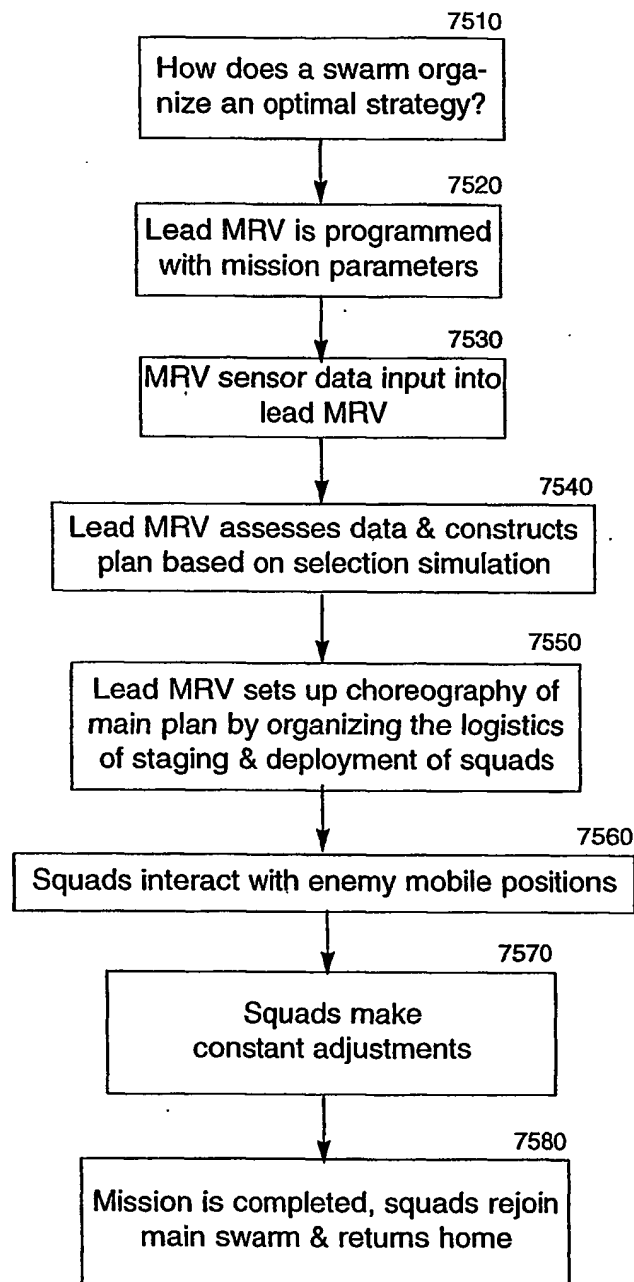 7510
How does a swarm orga-
nize an optimal strategy?
7520
Lead MRV is programmed
with mission parameters
7530
MRV sensor data input into
lead MRV
7540
Lead MRV assesses data & constructs
plan based on selection simulation
7550
Lead MRV sets up choreography of
main plan by organizing the logistics
of staging & deployment of squads
7560
Squads interact with enemy mobile positions
7570
Squads make
constant adjustments
7580
Mission is completed, squads rejoin
main swarm & returns home